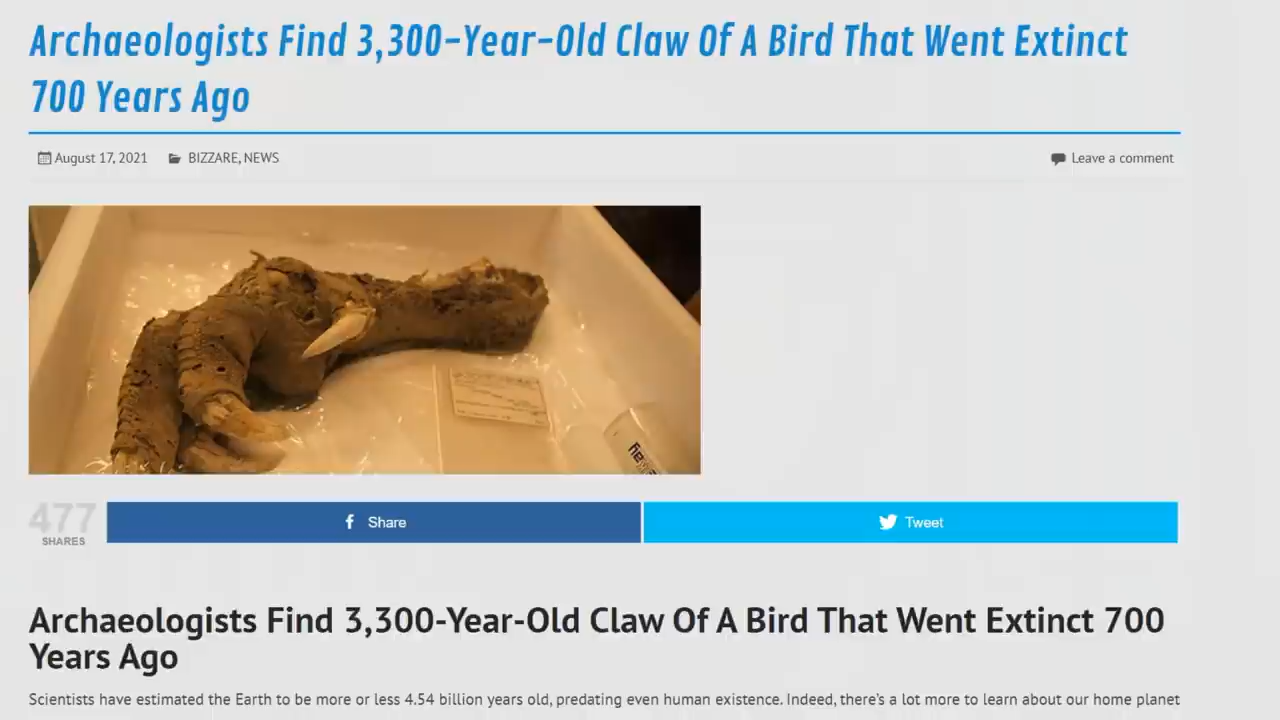 Archaeologists Find 3,300-Year-Old Claw Of A Bird That Went Extinct
700 Years Ago
August 17, 2021 BIZZARE, NEWS Leave a comment
477
SHARES
Share Tweet
Archaeologists Find 3,300-Year-Old Claw Of A Bird That Went Extinct 700
Years Ago
Scientists have estimated the Earth to be more or less 4.54 billion years old, predating even human existence. Indeed, there's a lot more to learn about our home planet